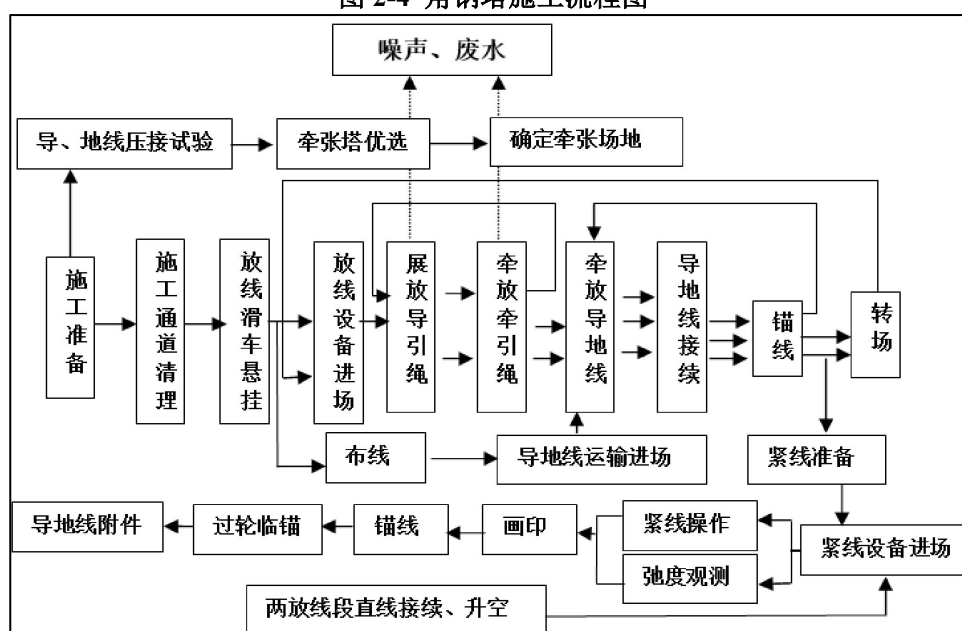 图 2-4 角钢塔施工流程图
噪声、废水
导、地线压接试验
牵张塔优选
确定牵张场地
施工准备
施工通道清理
放线滑车悬挂
放线设备进场
展放导引绳
牵放牵引绳
牵放导地线
导地线接续
锚线
转场
布线
导地线运输进场
紧线准备
导地线附件
过轮临锚
锚线
画印
紧线操作
弛度观测
紧线设备进场
两放线段直线接续、升空